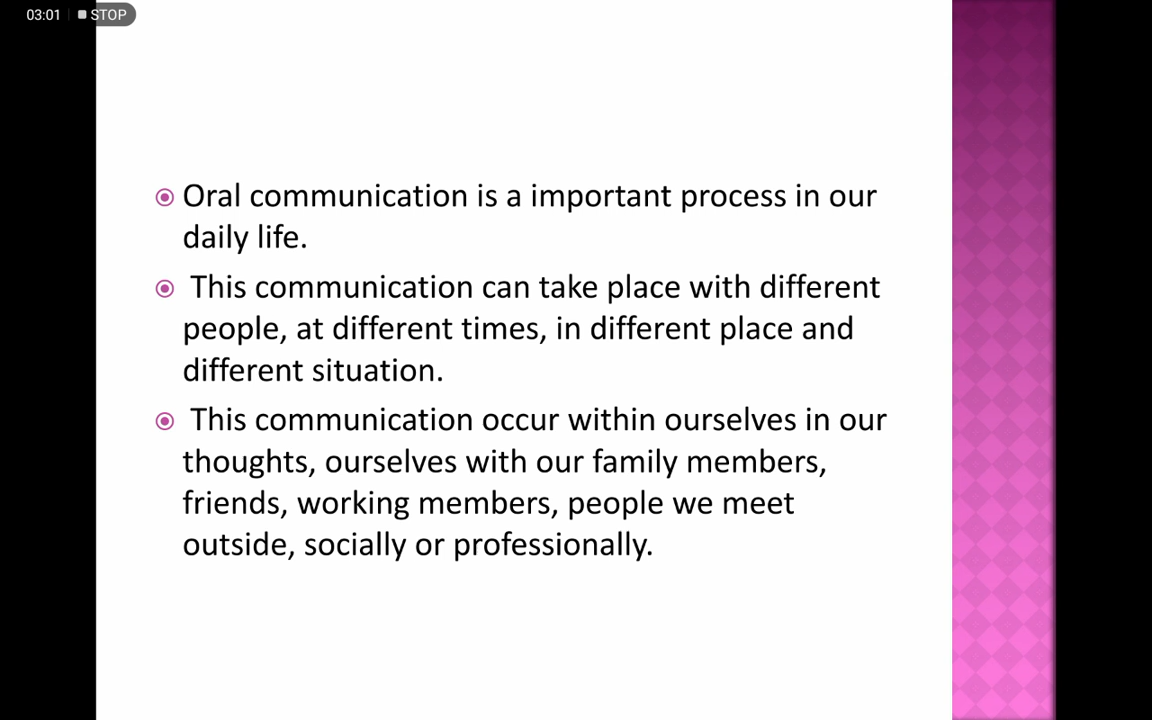 03:01 STOP
Oral communication is a important process in our
daily life.
This communication can take place with different
people, at different times, in different place and
different situation.
This communication occur within ourselves in our
thoughts, ourselves with our family members,
friends, working members, people we meet
outside, socially or professionally.